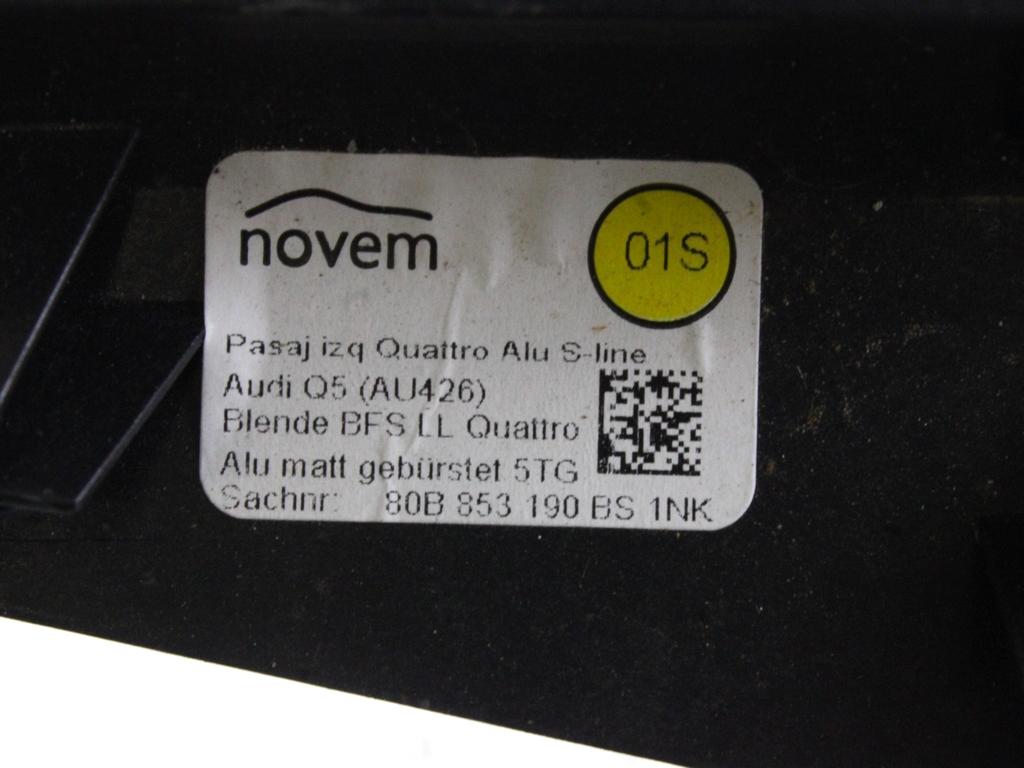 novem
01S
Pasaj izq Quattro Alu S-line
Audi Q5 (AU426)
Blende BFS LL Quattro
Alu matt gebürstet 5TG
Sachnr: 80B 853 190 BS 1NK